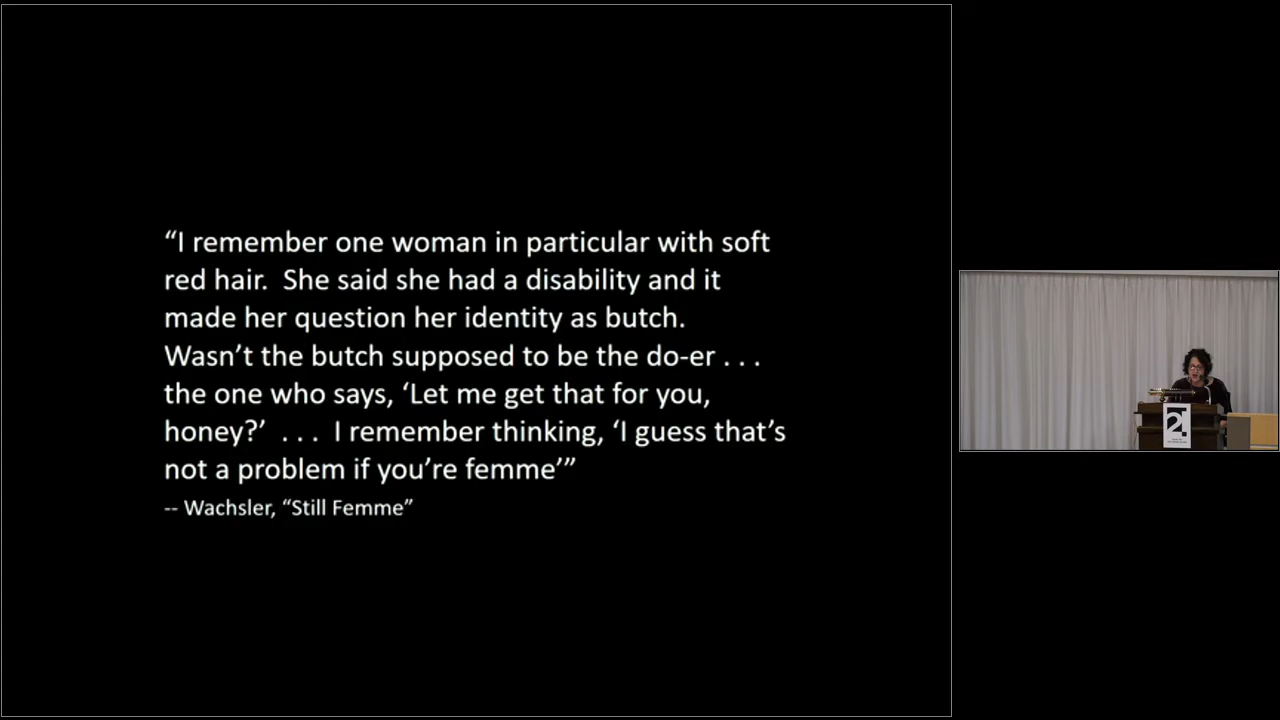 “I remember one woman in particular with soft
red hair.  She said she had a disability and it
made her question her identity as butch.
Wasn’t the butch supposed to be the do-er . . .
the one who says, ‘Let me get that for you,
honey?’  . . .  I remember thinking, ‘I guess that’s
not a problem if you’re femme’”
-- Wachsler, “Still Femme”
2